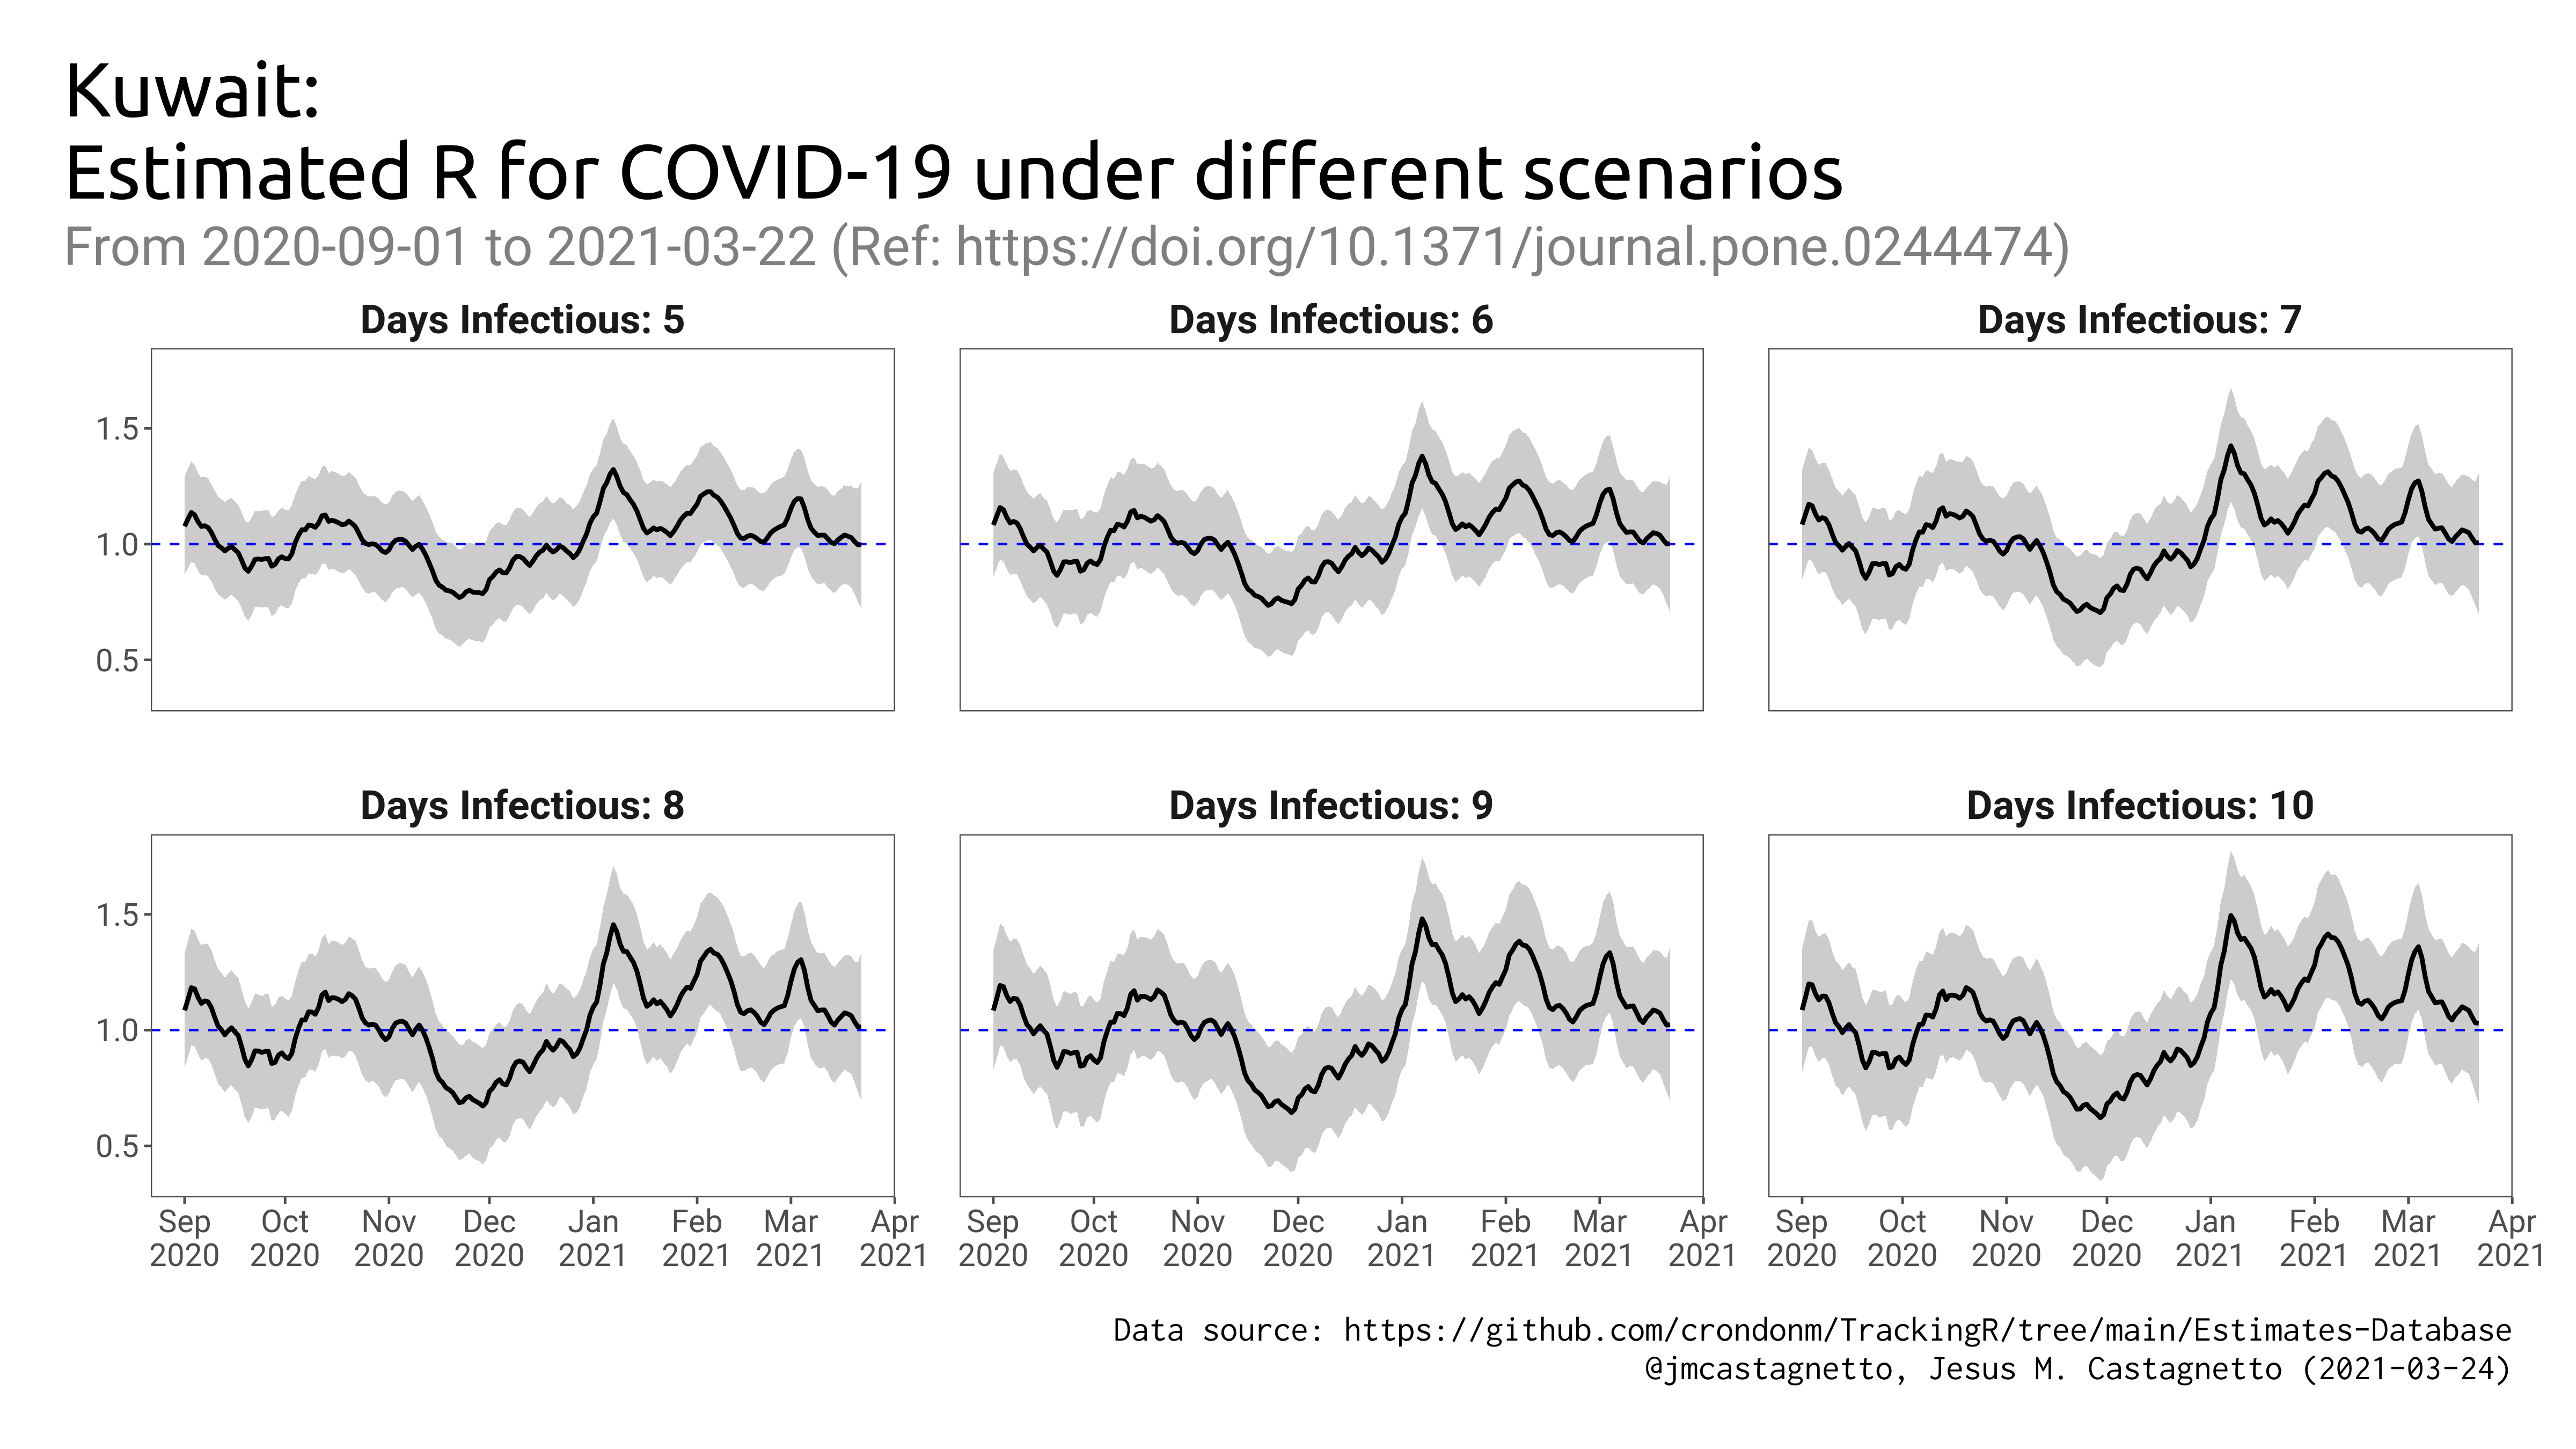 Kuwait:
Estimated R for COVID-19 under different scenarios
From 2020-09-01 to 2021-03-22 (Ref: https://doi.org/10.1371/journal.pone.0244474)
Days Infectious: 5
Days Infectious: 6
Days Infectious: 7
1.5
1.0
0.5
Days Infectious: 8
Days Infectious: 9
Days Infectious: 10
1.5
1.0
0.5
Sep Oct Nov Dec Jan Feb Mar Apr
2020 2020 2020 2020 2021 2021 2021 2021
Sep Oct Nov Dec Jan Feb Mar Apr
2020 2020 2020 2020 2021 2021 2021 2021
Sep Oct Nov Dec Jan Feb Mar Apr
2020 2020 2020 2020 2021 2021 2021 2021
Data source: https://github.com/crondonm/TrackingR/tree/main/Estimates-Database
@jmcastagnetto, Jesus M. Castagnetto (2021-03-24)